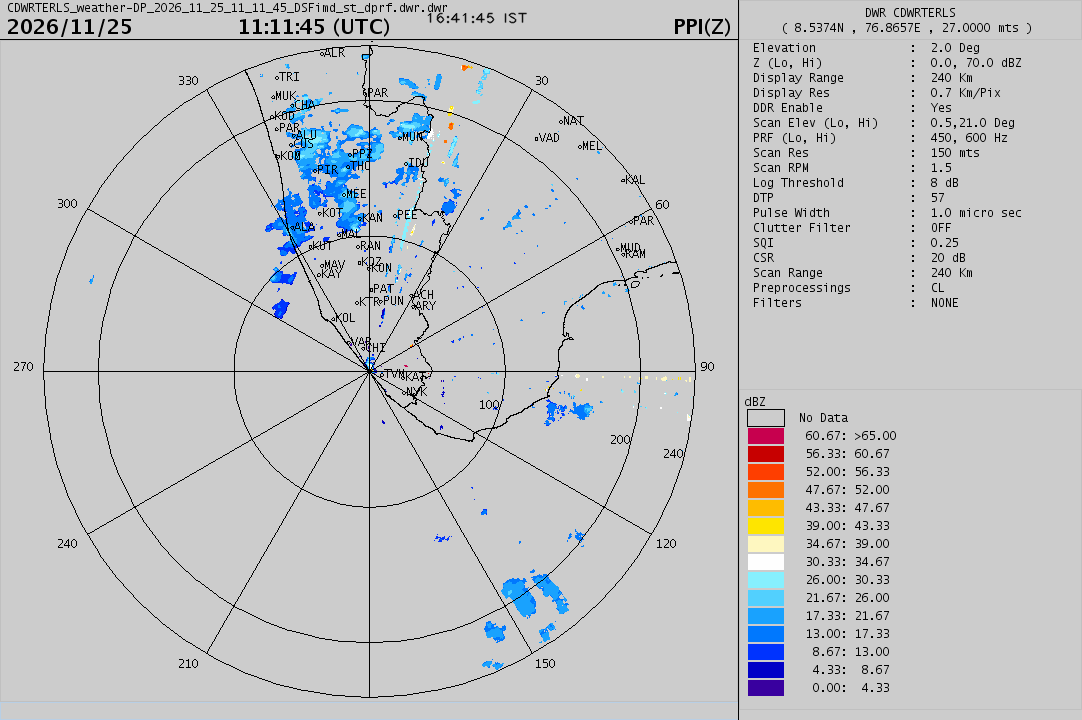 CDWRTERLS_weather-DP_2026_11_25_11_11_45_DSFimd_st_dprf.dwr.dwr
16:41:45 IST
2026/11/25 11:11:45 (UTC) PPI(Z)
DWR CDWRTERLS
( 8.5374N , 76.8657E , 27.0000 mts )
Elevation : 2.0 Deg
Z (Lo, Hi) : 0.0, 70.0 dBZ
Display Range : 240 Km
Display Res : 0.7 Km/Pix
DDR Enable : Yes
Scan Elev (Lo, Hi) : 0.5,21.0 Deg
PRF (Lo, Hi) : 450, 600 Hz
Scan Res : 150 mts
Scan RPM : 1.5
Log Threshold : 8 dB
DTP : 57
Pulse Width : 1.0 micro sec
Clutter Filter : OFF
SQI : 0.25
CSR : 20 dB
Scan Range : 240 Km
Preprocessings : CL
Filters : NONE
dBZ
No Data
60.67: >65.00
56.33: 60.67
52.00: 56.33
47.67: 52.00
43.33: 47.67
39.00: 43.33
34.67: 39.00
30.33: 34.67
26.00: 30.33
21.67: 26.00
17.33: 21.67
13.00: 17.33
8.67: 13.00
4.33: 8.67
0.00: 4.33
ALR
TRI
330
30
PAR
MUK
CHA
KOD
NAT
PAR
ALU
MUN
VAD
CUS
MEL
KOM
PPZ
THU
IDU
PIR
KAL
MEE
300
60
KOT
KAN
PEE
PAR
ALA
MAL
KUT
RAN
MUD
RAM
MAV
KOZ
KON
KAY
PAT
ACH
KTR
PUN
ARY
KOL
VAR
CHI
270
90
TVM
KAT
NYK
100
200
240
240
120
210
150